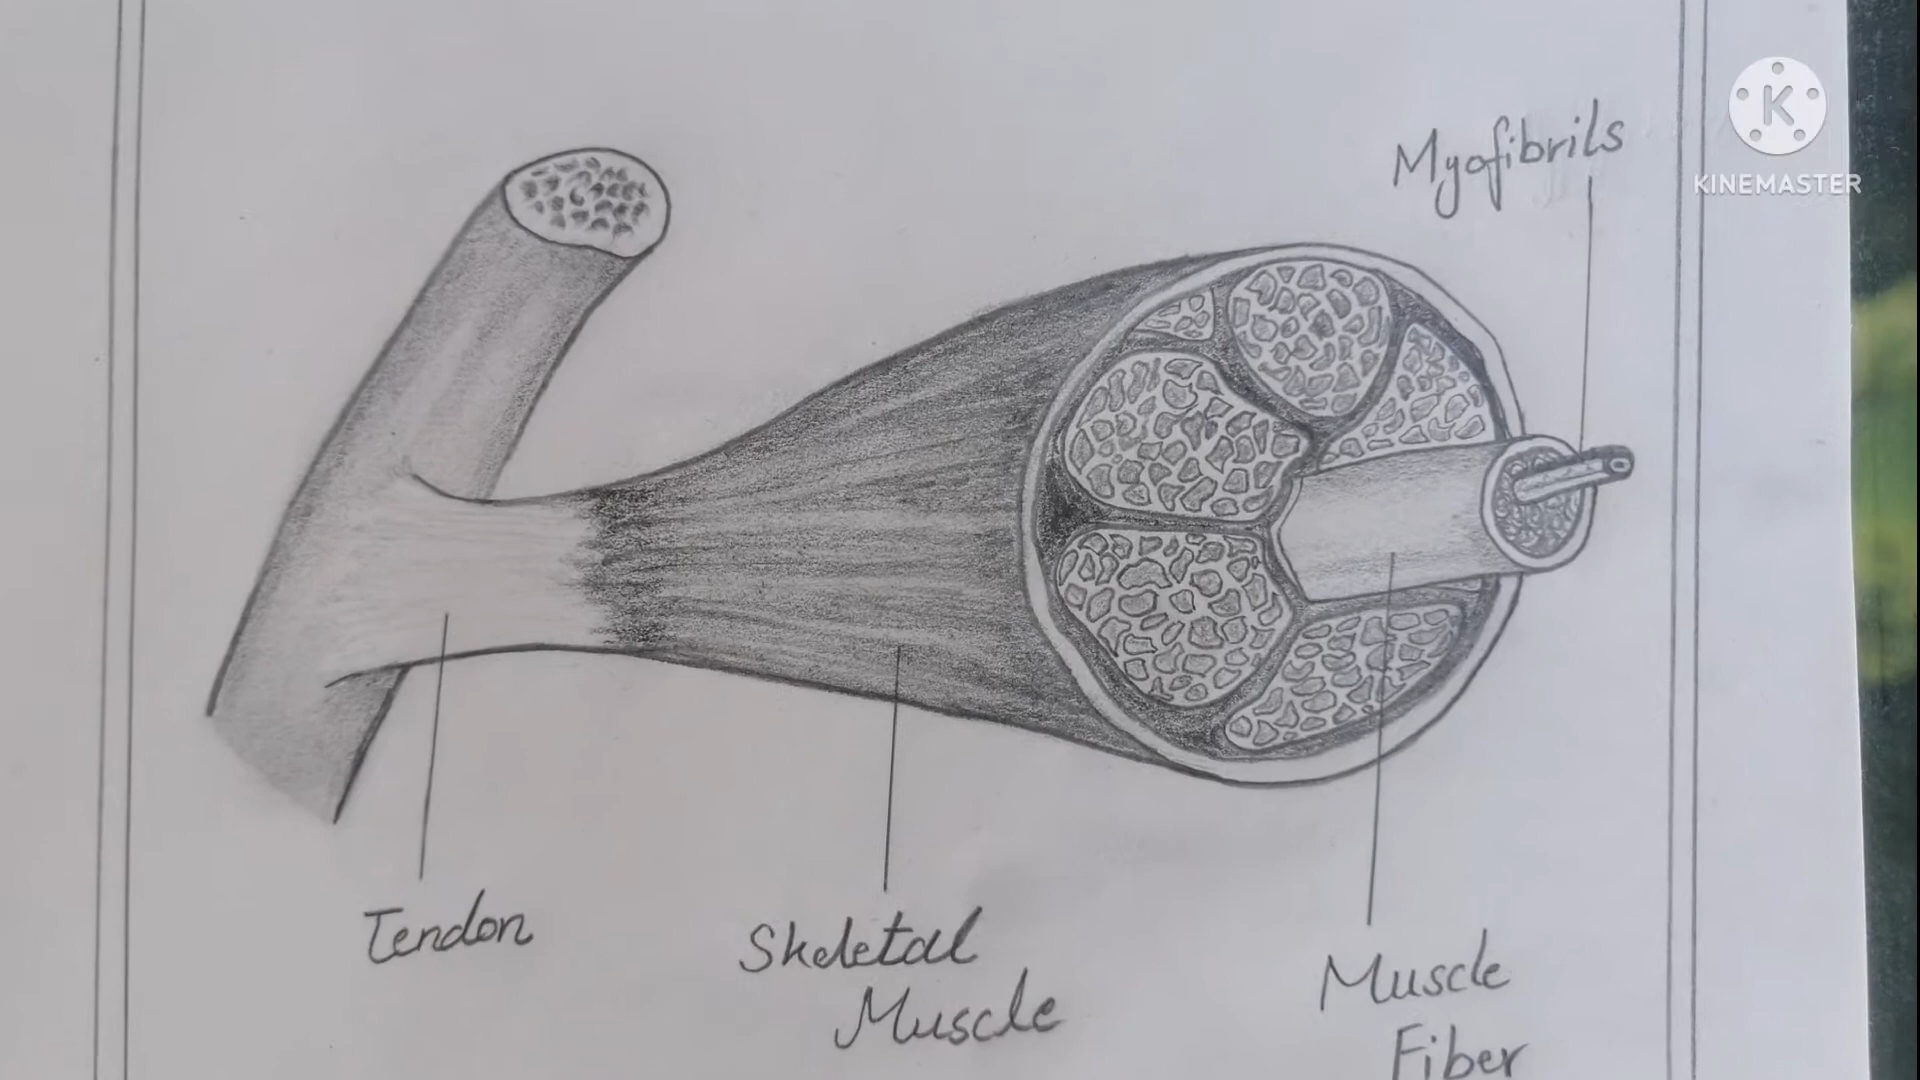 Myofibrils
K
KINEMASTER
Tendon
Skeletal
Muscle
Muscle
Fiber